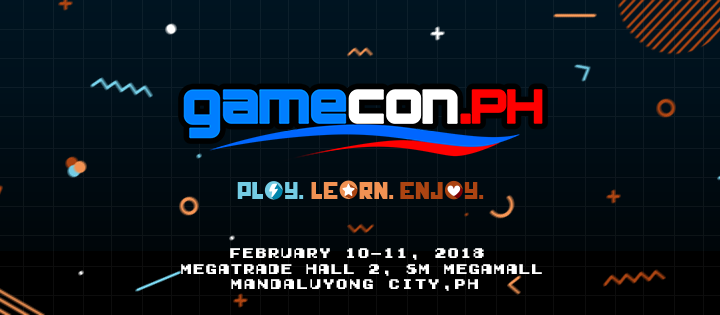 gamecon.PH
PLAY. LEARN. ENJOY.
FEBRUARY 10-11, 2018
MEGATRADE HALL 2, SM MEGAMALL
MANDALUYONG CITY,PH